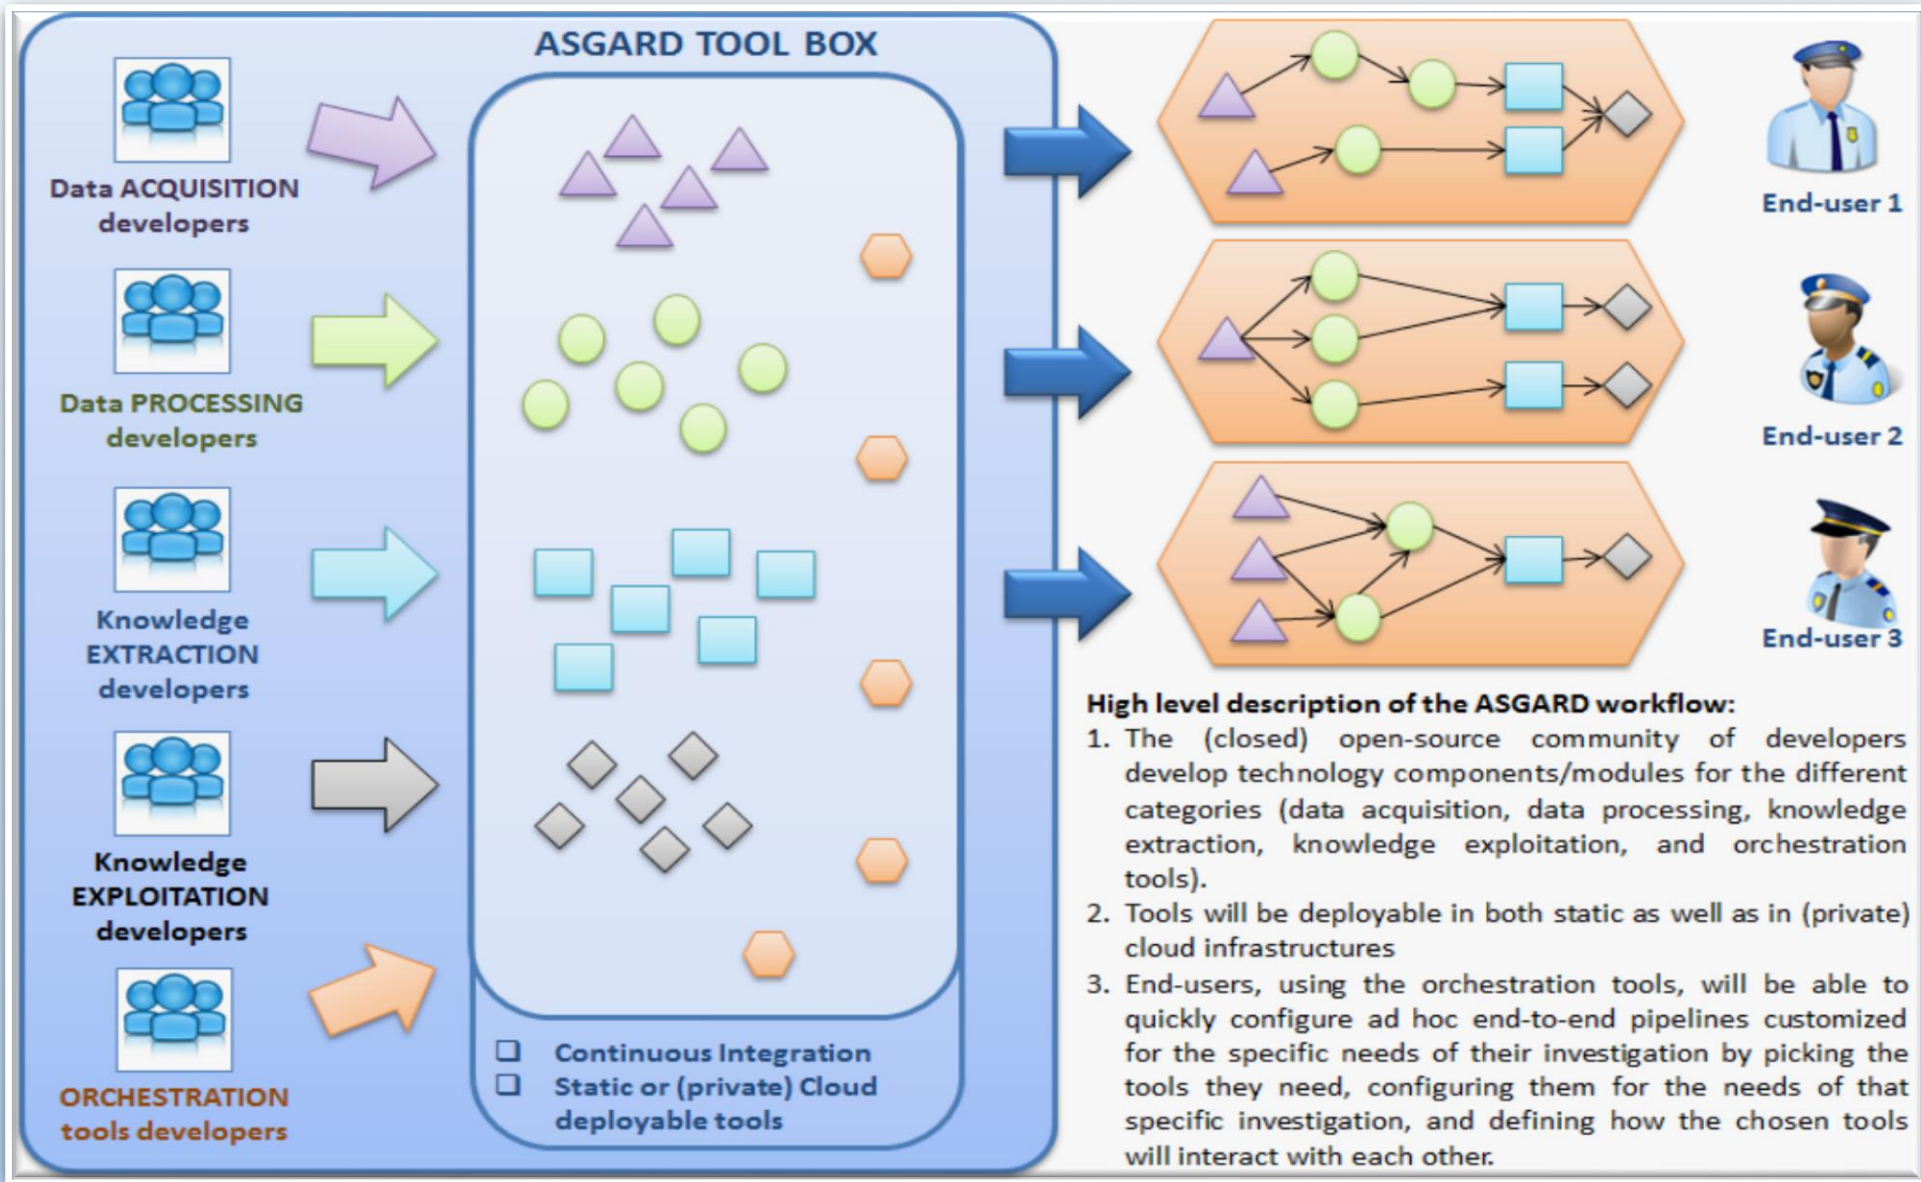 ASGARD TOOL BOX
Data ACQUISITION
developers
Data PROCESSING
developers
Knowledge
EXTRACTION
developers
Knowledge
EXPLOITATION
developers
ORCHESTRATION
tools developers
Continuous Integration
Static or (private) Cloud
deployable tools
End-user 1
End-user 2
End-user 3
High level description of the ASGARD workflow:
1. The (closed) open-source community of developers
develop technology components/modules for the different
categories (data acquisition, data processing, knowledge
extraction, knowledge exploitation, and orchestration
tools).
2. Tools will be deployable in both static as well as in (private)
cloud infrastructures
3. End-users, using the orchestration tools, will be able to
quickly configure ad hoc end-to-end pipelines customized
for the specific needs of their investigation by picking the
tools they need, configuring them for the needs of that
specific investigation, and defining how the chosen tools
will interact with each other.